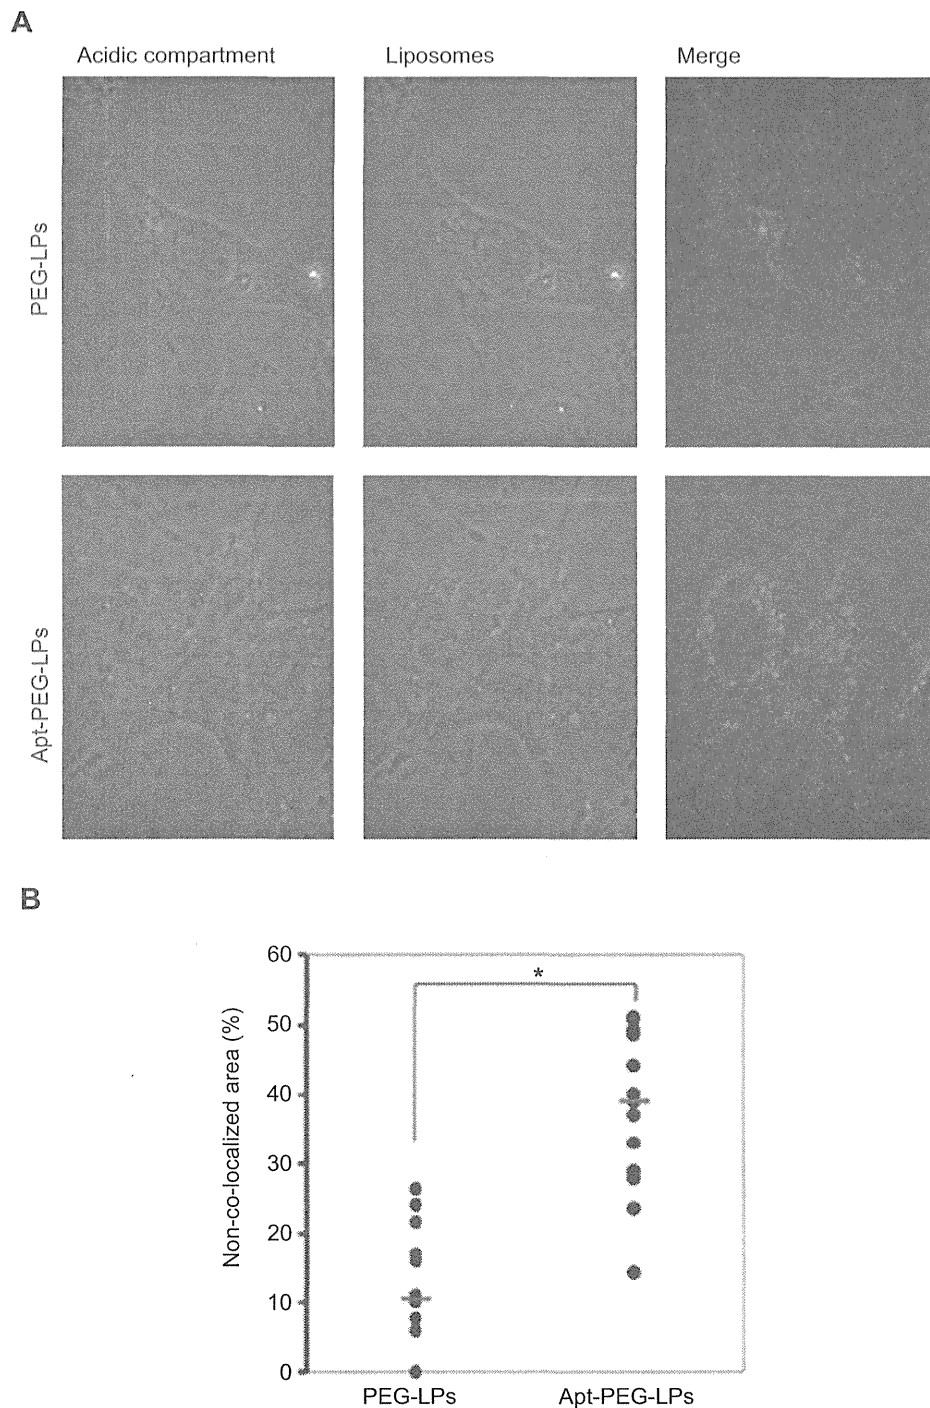 A
Acidic compartment Liposomes Merge
PEG-LPs
Apt-PEG-LPs
B
Non-co-localized area (%)
60
50
40
30
20
10
0
*
PEG-LPs Apt-PEG-LPs